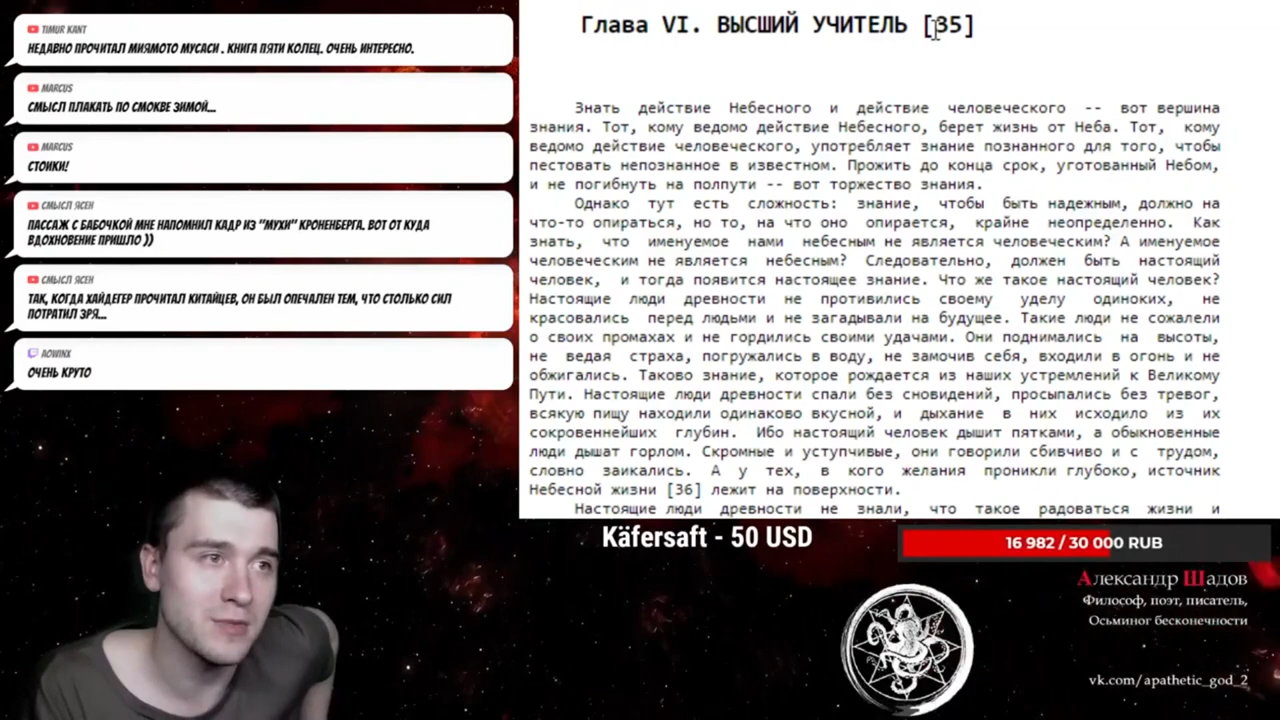 TIMUR KANT
НЕДАВНО ПРОЧИТАЛ МИЯМОТО МУСАСИ . КНИГА ПЯТИ КОЛЕЦ. ОЧЕНЬ ИНТЕРЕСНО.
MARCUS
СМЫСЛ ПЛАКАТЬ ПО СМОКВЕ ЗИМОЙ...
MARCUS
СТОИКИ!
СМЫСЛ ЯСЕН
ПАССАЖ С БАБОЧКОЙ МНЕ НАПОМНИЛ КАДР ИЗ "МУХИ" КРОНЕНБЕРГА. ВОТ ОТ КУДА
ВДОХНОВЕНИЕ ПРИШЛО ))
СМЫСЛ ЯСЕН
ТАК, КОГДА ХАЙДЕГЕР ПРОЧИТАЛ КИТАЙЦЕВ, ОН БЫЛ ОПЕЧАЛЕН ТЕМ, ЧТО СТОЛЬКО СИЛ
ПОТРАТИЛ ЗРЯ...
AOWINX
ОЧЕНЬ КРУТО
Глава VI. ВЫСШИЙ УЧИТЕЛЬ [35]
Знать действие Небесного и действие человеческого -- вот вершина
знания. Тот, кому ведомо действие Небесного, берет жизнь от Неба. Тот, кому
ведомо действие человеческого, употребляет знание познанного для того, чтобы
пестовать непознанное в известном. Прожить до конца срок, уготованный Небом,
и не погибнуть на полпути -- вот торжество знания.
Однако тут есть сложность: знание, чтобы быть надежным, должно на
что-то опираться, но то, на что оно опирается, крайне неопределенно. Как
знать, что именуемое нами небесным не является человеческим? А именуемое
человеческим не является небесным? Следовательно, должен быть настоящий
человек, и тогда появится настоящее знание. Что же такое настоящий человек?
Настоящие люди древности не противились своему уделу одиноких, не
красовались перед людьми и не загадывали на будущее. Такие люди не сожалели
о своих промахах и не гордились своими удачами. Они поднимались на высоты,
не ведая страха, погружались в воду, не замочив себя, входили в огонь и не
обжигались. Таково знание, которое рождается из наших устремлений к Великому
Пути. Настоящие люди древности спали без сновидений, просыпались без тревог,
всякую пищу находили одинаково вкусной, и дыхание в них исходило из их
сокровеннейших глубин. Ибо настоящий человек дышит пятками, а обыкновенные
люди дышат горлом. Скромные и уступчивые, они говорили сбивчиво и с трудом,
словно заикались. А у тех, в кого желания проникли глубоко, источник
Небесной жизни [36] лежит на поверхности.
Настоящие люди древности не знали, что такое радоваться жизни и
Käfersaft - 50 USD
16 982 / 30 000 RUB
Александр Шадов
Философ, поэт, писатель,
Осьминог бесконечности
vk.com/apathetic_god_2